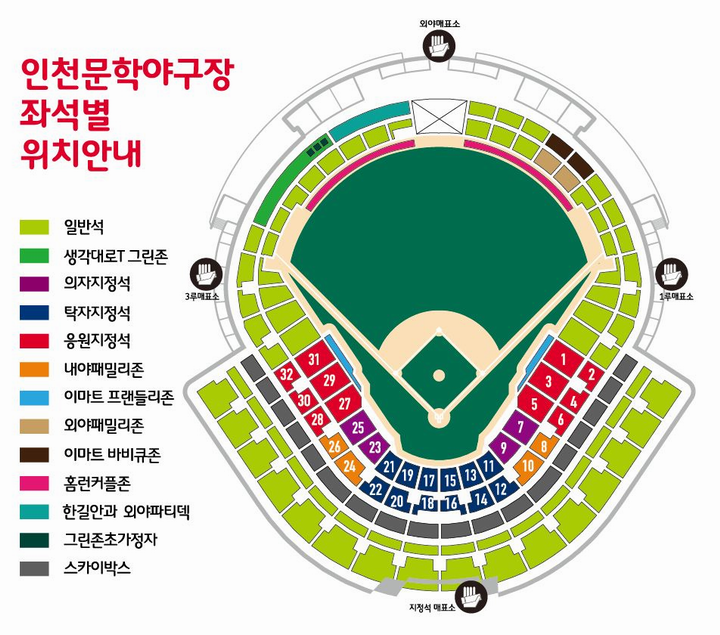 외야매표소
인천문학야구장
좌석별
위치안내
일반석
생각대로T 그린존
의자지정석
탁자지정석
응원지정석
내야패밀리존
이마트 프랜들리존
외야패밀리존
이마트 바비큐존
홈런커플존
한길안과 외야파티덱
그린존초가정자
스카이박스
3루매표소
1루매표소
31
32
29
30
27
28
25
26
23
24
21
22
19
20
17
18
15
16
13
14
11
12
9
10
7
8
5
6
3
4
1
2
지정석 매표소